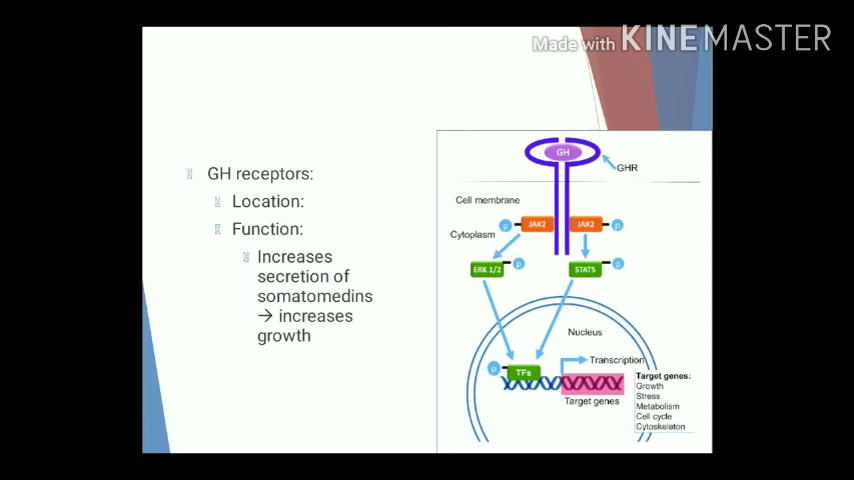 Made with KINEMASTER
GH receptors:
Location:
Function:
Increases
secretion of
somatomedins
→ increases
growth
GH
GHR
Cell membrane
P JAK2 JAK2 P
Cytoplasm
ERK 1/2 P STAT5 P
Nucleus
Transcription
P TFs
Target genes
Target genes:
Growth
Stress
Metabolism
Cell cycle
Cytoskeleton